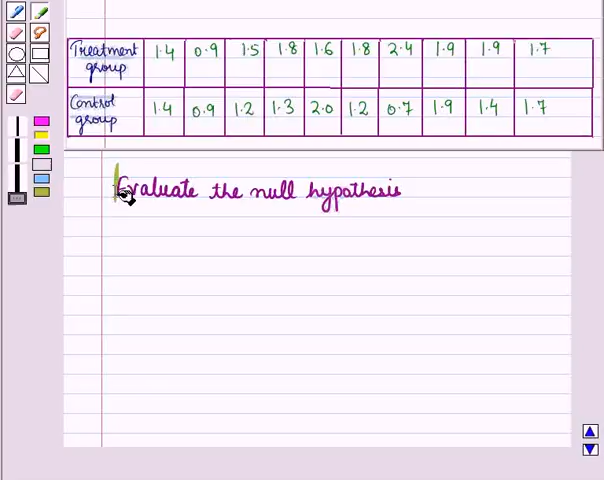 Treatment group 1.4 0.9 1.5 1.8 1.6 1.8 2.4 1.9 1.9 1.7
Control group 1.4 0.9 1.2 1.3 2.0 1.2 0.7 1.9 1.4 1.7
Evaluate the null hypothesis